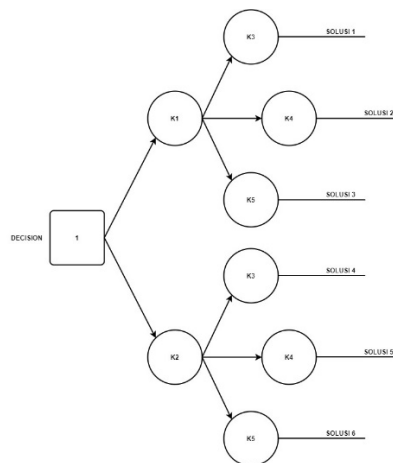 K3
SOLUSI 1
K1
K4
SOLUSI 2
K5
SOLUSI 3
DECISION
1
K3
SOLUSI 4
K2
K4
SOLUSI 5
K5
SOLUSI 6